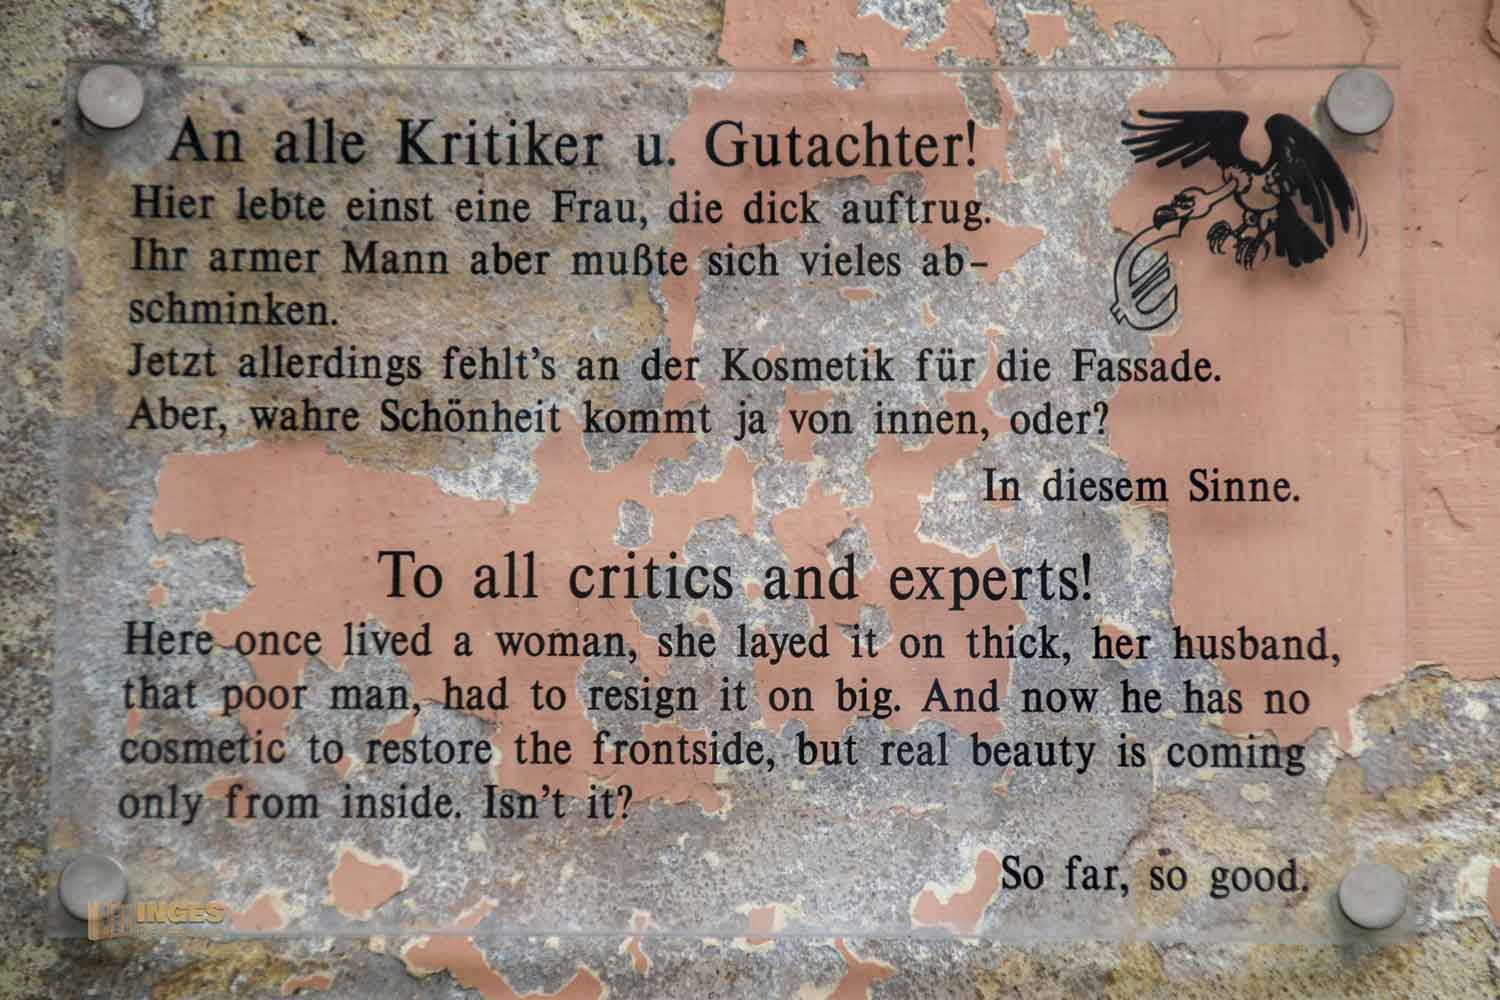 An alle Kritiker u. Gutachter!
Hier lebte einst eine Frau, die dick auftrug.
Ihr armer Mann aber mußte sich vieles ab-
schminken.
Jetzt allerdings fehlt's an der Kosmetik für die Fassade.
Aber, wahre Schönheit kommt ja von innen, oder?
In diesem Sinne.
To all critics and experts!
Here once lived a woman, she layed it on thick, her husband,
that poor man, had to resign it on big. And now he has no
cosmetic to restore the frontside, but real beauty is coming
only from inside. Isn't it?
So far, so good.
INGES